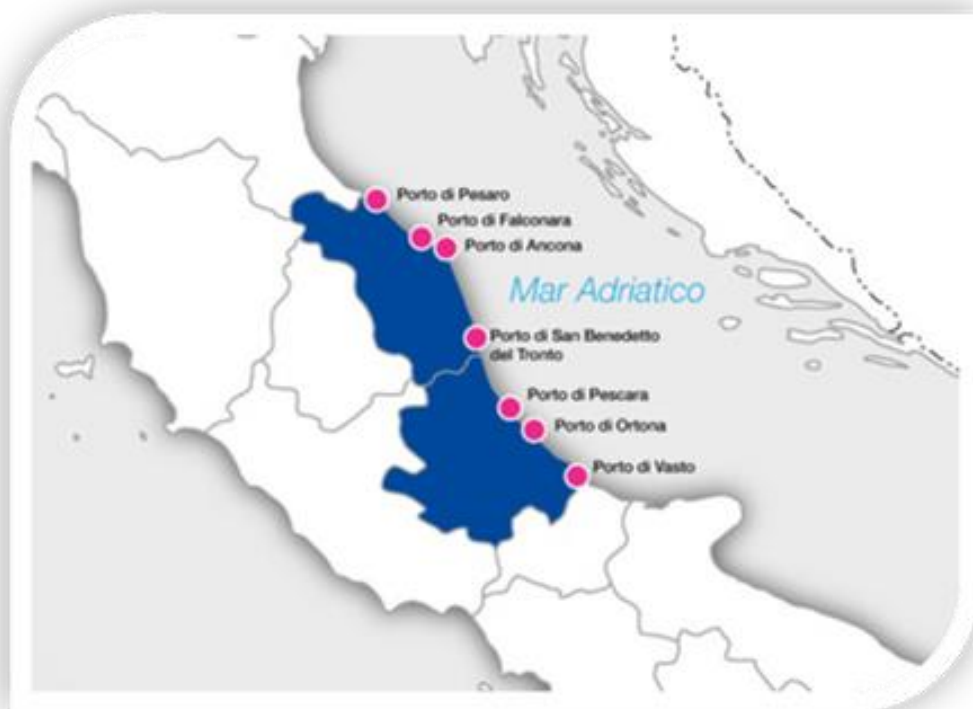 Porto di Pesaro
Porto di Falconara
Porto di Ancona
Mar Adriatico
Porto di San Benedetto
del Tronto
Porto di Pescara
Porto di Ortona
Porto di Vasto